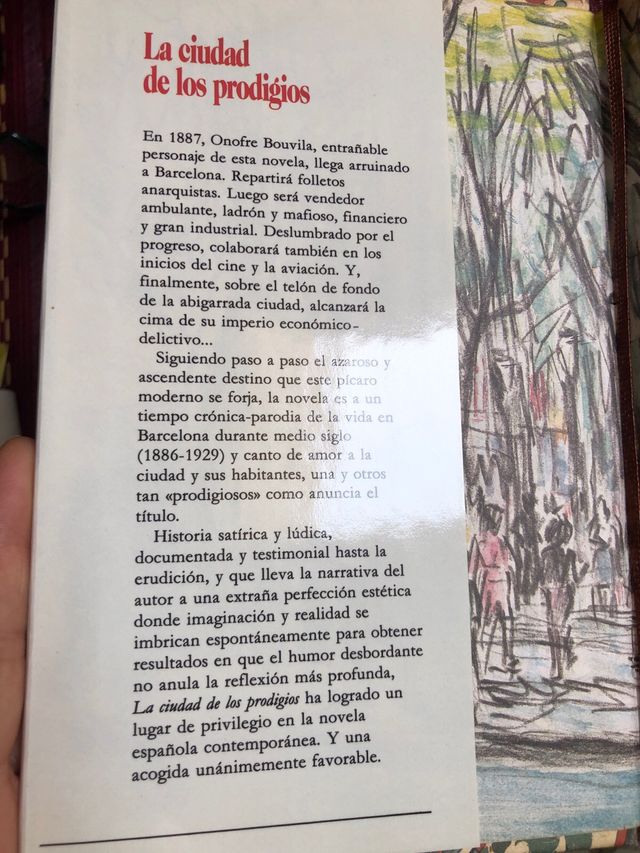 La ciudad
de los prodigios
En 1887, Onofre Bouvila, entrañable
personaje de esta novela, llega arruinado
a Barcelona. Repartirá folletos
anarquistas. Luego será vendedor
ambulante, ladrón y mafioso, financiero
y gran industrial. Deslumbrado por el
progreso, colaborará también en los
inicios del cine y la aviación. Y,
finalmente, sobre el telón de fondo
de la abigarrada ciudad, alcanzará la
cima de su imperio económico-
delictivo...
Siguiendo paso a paso el azaroso y
ascendente destino que este pícaro
moderno se forja, la novela es a un
tiempo crónica-parodia de la vida en
Barcelona durante medio siglo
(1886-1929) y canto de amor a la
ciudad y sus habitantes, una y otros
tan «prodigiosos» como anuncia el
título.
Historia satírica y lúdica,
documentada y testimonial hasta la
erudición, y que lleva la narrativa del
autor a una extraña perfección estética
donde imaginación y realidad se
imbrican espontáneamente para obtener
resultados en que el humor desbordante
no anula la reflexión más profunda,
La ciudad de los prodigios ha logrado un
lugar de privilegio en la novela
española contemporánea. Y una
acogida unánimemente favorable.